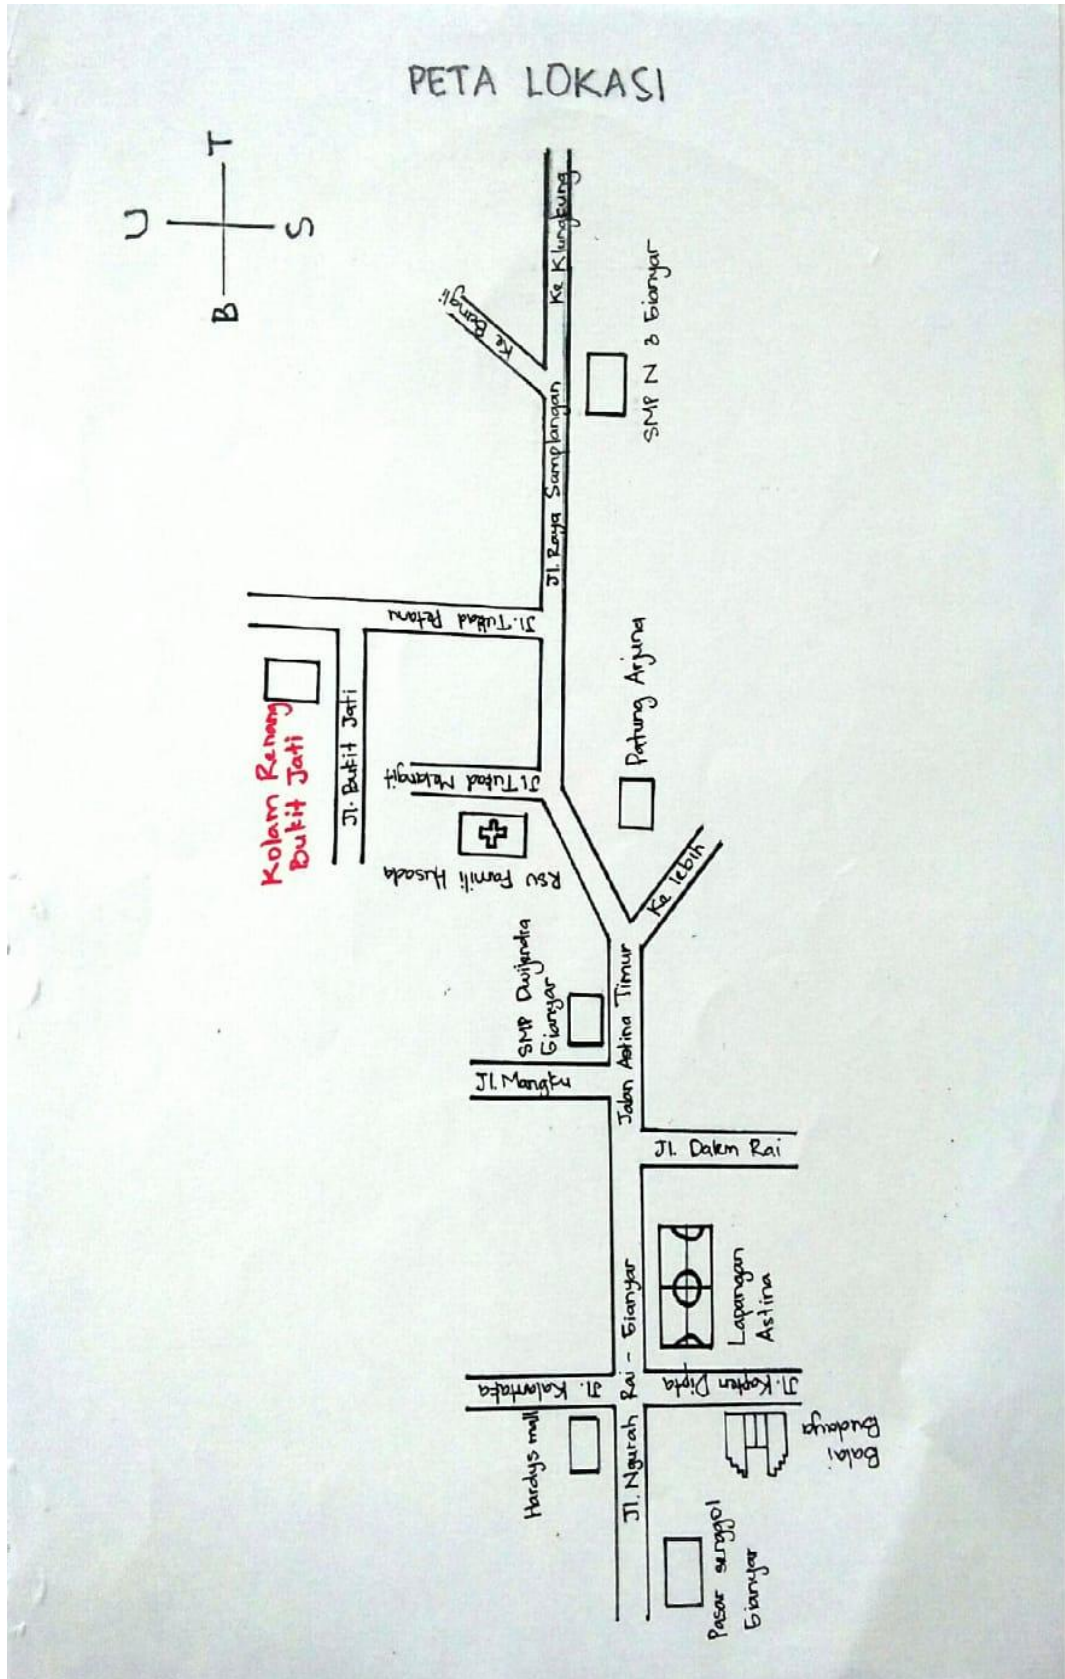 PETA LOKASI
T
U
S
B
Ke Klungkung
Ke Bangli
SMP N 3 Gianyar
Jl. Raya Samplangan
Jl. Tukad Petanu
Patung Arjuna
Kolam Renang
Bukit Jati
Jl. Bukit Jati
Jl Tukad Melangit
RSU Famili Husada
Ke lebih
SMP Dwijendra
Gianyar
Jalan Astina Timur
Jl. Mangku
Jl. Dalem Rai
Lapangan
Astina
Jl. Ngurah Rai - Gianyar
Jl. Kalantaka
Jl. Kapten Dipta
Hardys mall
Balai
Budaya
Pasar senggol
Gianyar